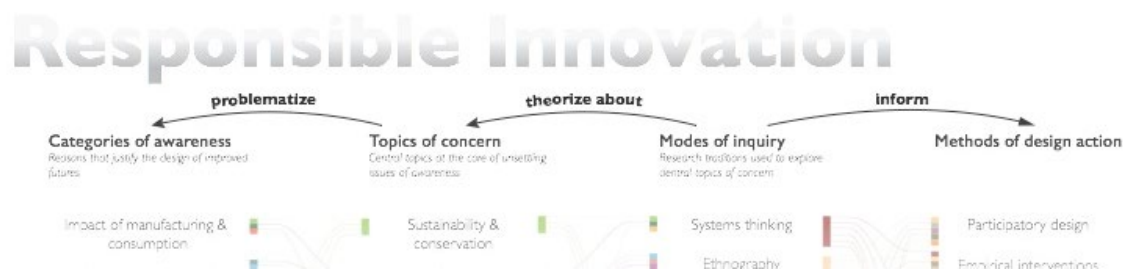 Responsible Innovation
problematize
theorize about
inform
Categories of awareness
Reasons that justify the design of improved
futures
Topics of concern
Central topics at the core of unsettling
issues of awareness
Modes of inquiry
Research traditions used to explore
central topics of concern
Methods of design action
Impact of manufacturing &
consumption
Sustainability &
conservation
Systems thinking
Participatory design
Ethnography
Empirical interventions